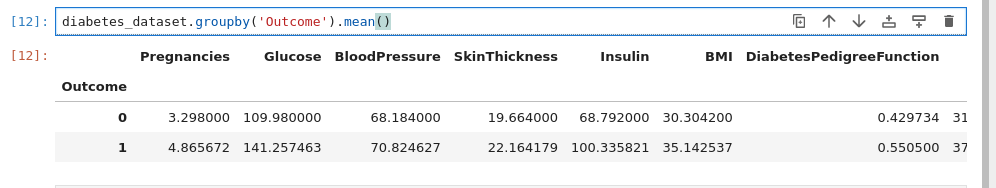 [12]: diabetes_dataset.groupby('Outcome').mean()
[12]: Pregnancies Glucose BloodPressure SkinThickness Insulin BMI DiabetesPedigreeFunction
Outcome
0 3.298000 109.980000 68.184000 19.664000 68.792000 30.304200 0.429734 31
1 4.865672 141.257463 70.824627 22.164179 100.335821 35.142537 0.550500 37